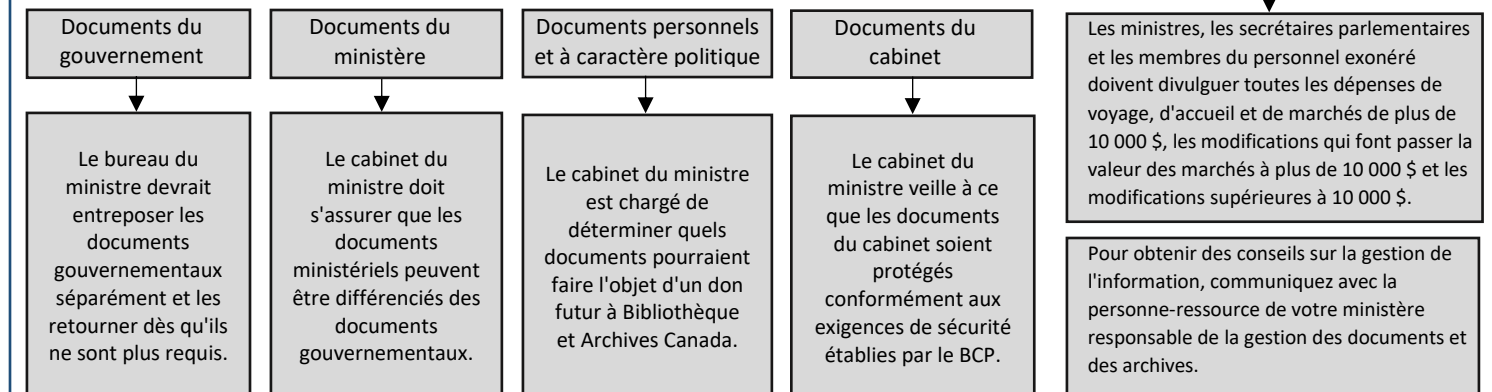 Documents du
gouvernement
Le bureau du
ministre devrait
entreposer les
documents
gouvernementaux
séparément et les
retourner dès qu'ils
ne sont plus requis.
Documents du
ministère
Le cabinet du
ministre doit
s'assurer que les
documents
ministériels peuvent
être différenciés des
documents
gouvernementaux.
Documents personnels
et à caractère politique
Le cabinet du ministre
est chargé de
déterminer quels
documents pourraient
faire l'objet d'un don
futur à Bibliothèque
et Archives Canada.
Documents du
cabinet
Le cabinet du
ministre veille à ce
que les documents
du cabinet soient
protégés
conformément aux
exigences de sécurité
établies par le BCP.
Les ministres, les secrétaires parlementaires
et les membres du personnel exonéré
doivent divulguer toutes les dépenses de
voyage, d'accueil et de marchés de plus de
10 000 $, les modifications qui font passer la
valeur des marchés à plus de 10 000 $ et les
modifications supérieures à 10 000 $.
Pour obtenir des conseils sur la gestion de
l'information, communiquez avec la
personne-ressource de votre ministère
responsable de la gestion des documents et
des archives.